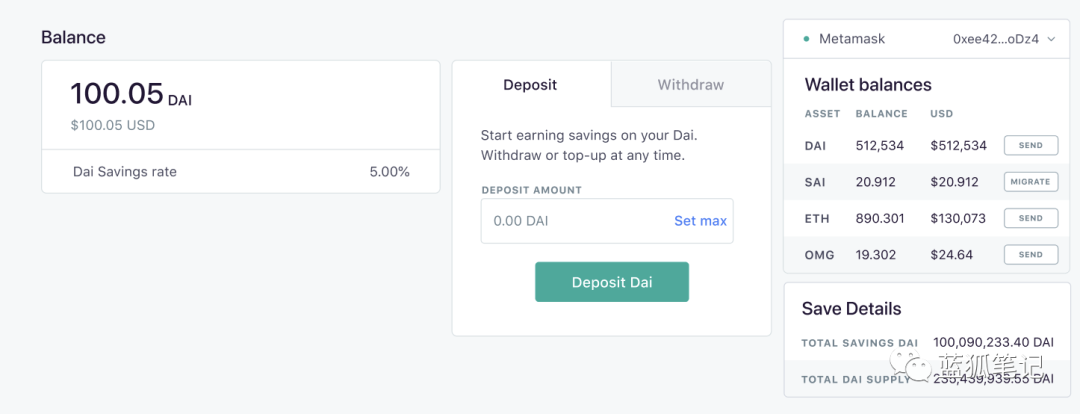 Balance
100.05 DAI
$100.05 USD
Dai Savings rate 5.00%
Deposit Withdraw
Start earning savings on your Dai.
Withdraw or top-up at any time.
DEPOSIT AMOUNT
0.00 DAI Set max
Deposit Dai
Metamask 0xee42...oDz4
Wallet balances
ASSET BALANCE USD
DAI 512,534 $512,534 SEND
SAI 20.912 $20.912 MIGRATE
ETH 890.301 $130,073 SEND
OMG 19.302 $24.64 SEND
Save Details
TOTAL SAVINGS DAI 100,090,233.40 DAI
TOTAL DAI SUPPLY 235,439,939.55 DAI
蓝狐笔记